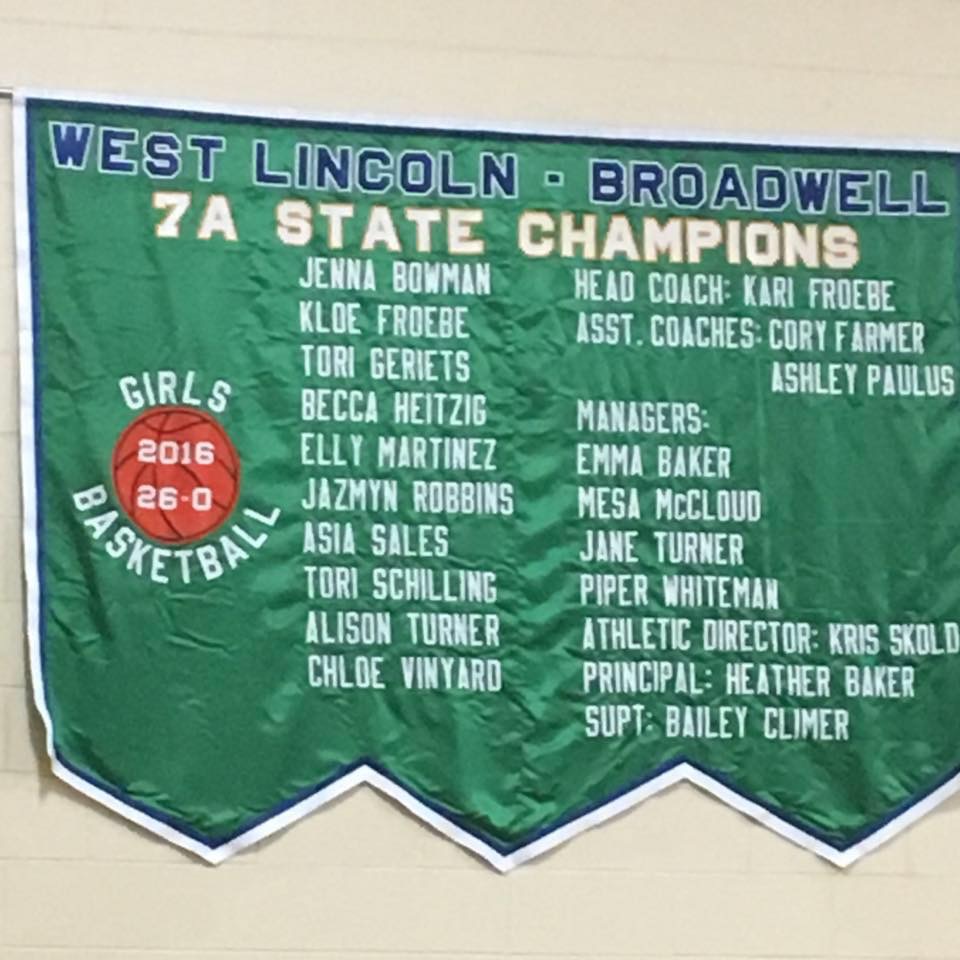 WEST LINCOLN - BROADWELL
7A STATE CHAMPIONS
GIRLS
2016
26-0
BASKETBALL
JENNA BOWMAN
KLOE FROEBE
TORI GERIETS
BECCA HEITZIG
ELLY MARTINEZ
JAZMYN ROBBINS
ASIA SALES
TORI SCHILLING
ALISON TURNER
CHLOE VINYARD
HEAD COACH: KARI FROEBE
ASST. COACHES: CORY FARMER
ASHLEY PAULUS
MANAGERS:
EMMA BAKER
MESA McCLOUD
JANE TURNER
PIPER WHITEMAN
ATHLETIC DIRECTOR: KRIS SKOLD
PRINCIPAL: HEATHER BAKER
SUPT: BAILEY CLIMER